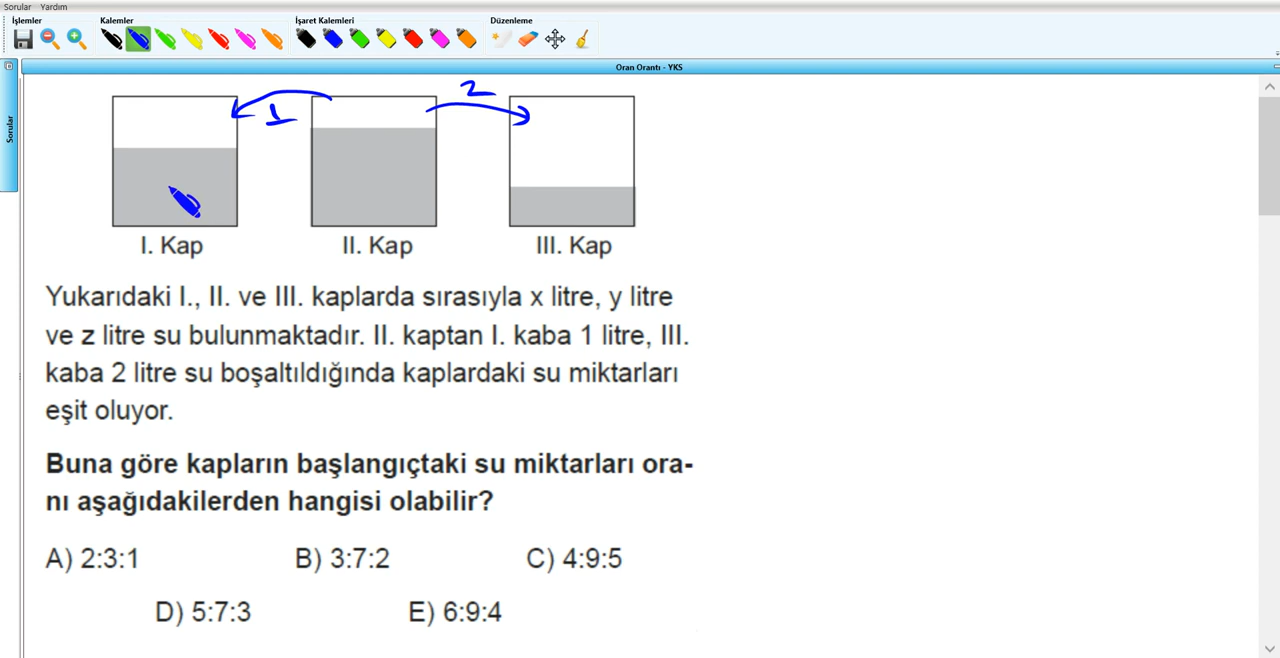 Sorular Yardım
İşlemler Kalemler İşaret Kalemleri Düzenleme
Oran Orantı - YKS
Sorular
1 2
I. Kap II. Kap III. Kap
Yukarıdaki I., II. ve III. kaplarda sırasıyla x litre, y litre
ve z litre su bulunmaktadır. II. kaptan I. kaba 1 litre, III.
kaba 2 litre su boşaltıldığında kaplardaki su miktarları
eşit oluyor.
Buna göre kapların başlangıçtaki su miktarları ora-
nı aşağıdakilerden hangisi olabilir?
A) 2:3:1 B) 3:7:2 C) 4:9:5
D) 5:7:3 E) 6:9:4